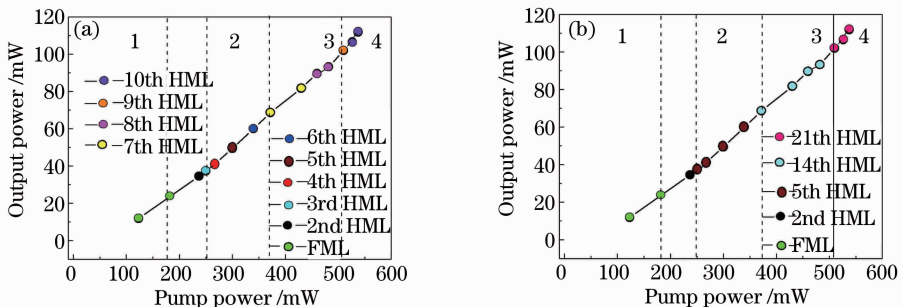 (a)
120
100
80
60
40
20
0
Output power /mW
1
2
3
4
10th HML
9th HML
8th HML
7th HML
6th HML
5th HML
4th HML
3rd HML
2nd HML
FML
0 100 200 300 400 500 600
Pump power /mW
(b)
120
100
80
60
40
20
0
Output power /mW
1
2
3
4
21th HML
14th HML
5th HML
2nd HML
FML
0 100 200 300 400 500 600
Pump power /mW